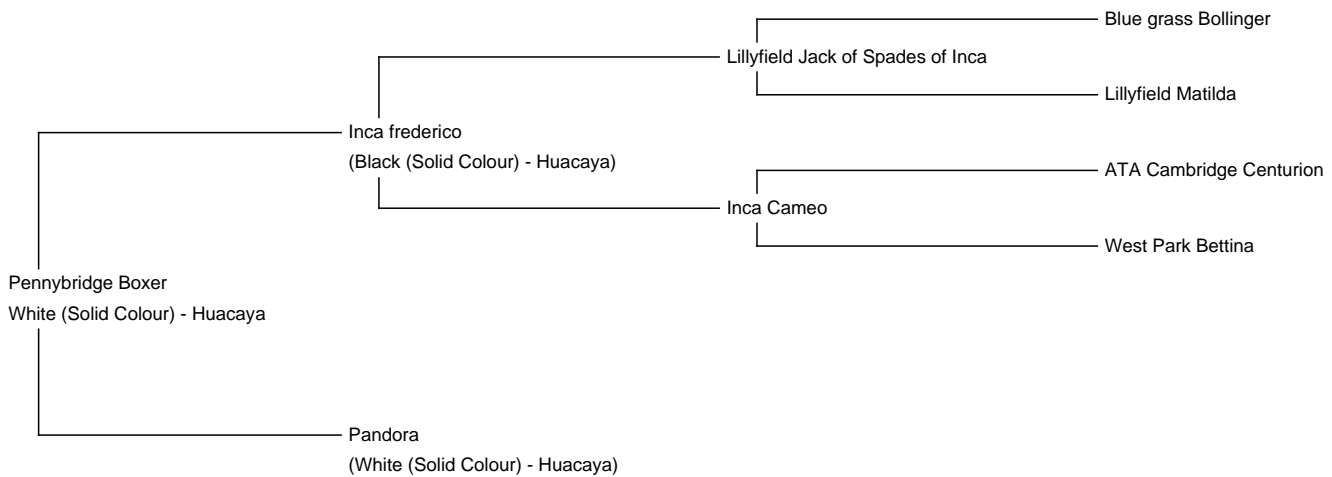 Blue grass Bollinger
Lillyfield Jack of Spades of Inca
Lillyfield Matilda
Inca frederico
(Black (Solid Colour) - Huacaya)
ATA Cambridge Centurion
Inca Cameo
West Park Bettina
Pennybridge Boxer
White (Solid Colour) - Huacaya
Pandora
(White (Solid Colour) - Huacaya)